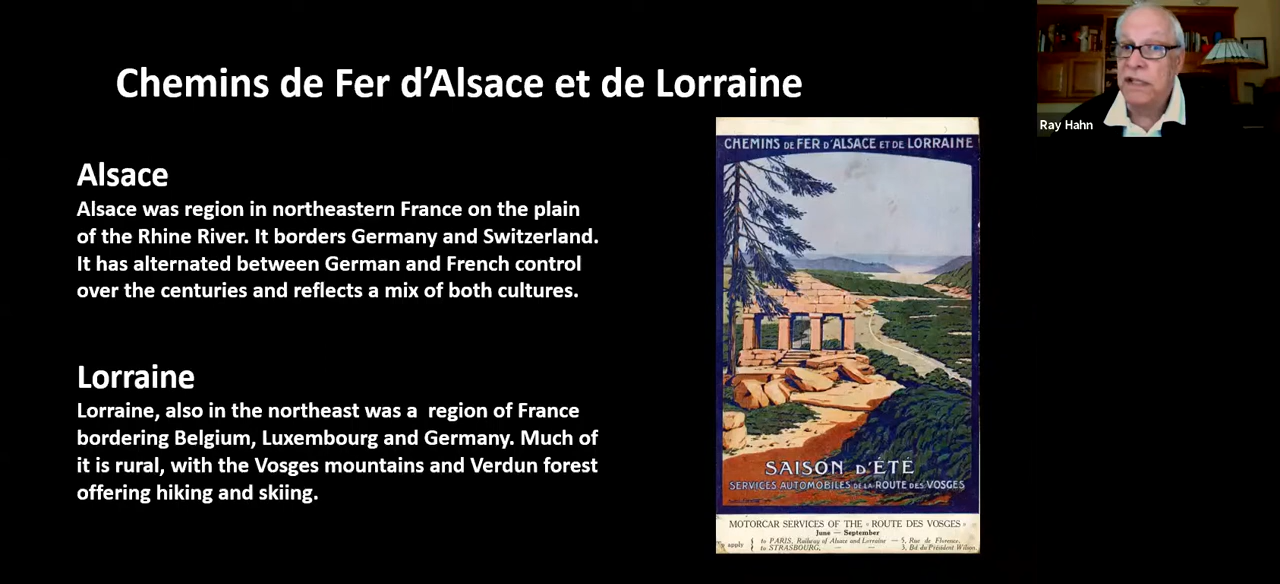 Chemins de Fer d’Alsace et de Lorraine
Alsace
Alsace was region in northeastern France on the plain
of the Rhine River. It borders Germany and Switzerland.
It has alternated between German and French control
over the centuries and reflects a mix of both cultures.
Lorraine
Lorraine, also in the northeast was a  region of France
bordering Belgium, Luxembourg and Germany. Much of
it is rural, with the Vosges mountains and Verdun forest
offering hiking and skiing.
CHEMINS DE FER D'ALSACE ET DE LORRAINE
SAISON D'ÉTÉ
SERVICES AUTOMOBILES DE LA ROUTE DES VOSGES
MOTORCAR SERVICES OF THE « ROUTE DES VOSGES »
June — September
apply
to PARIS, Railway of Alsace and Lorraine — 5, Rue de Florence.
to STRASBOURG, — — 3, Bd du Président Wilson.
Ray Hahn